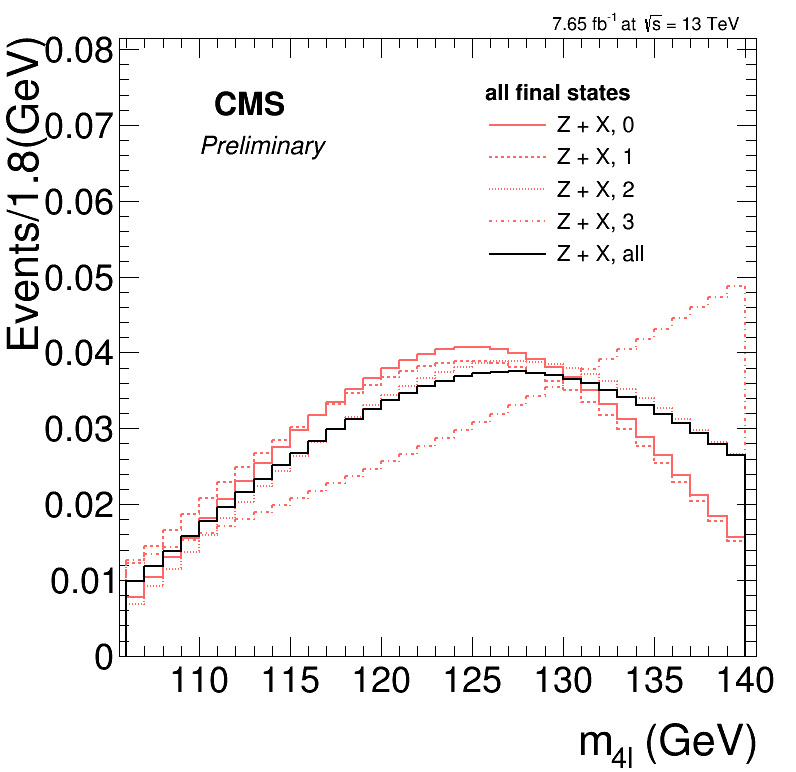 7.65 fb⁻¹ at √s = 13 TeV
Events/1.8(GeV)
0.08
0.07
0.06
0.05
0.04
0.03
0.02
0.01
0
CMS
Preliminary
all final states
Z + X, 0
Z + X, 1
Z + X, 2
Z + X, 3
Z + X, all
110 115 120 125 130 135 140
m4l (GeV)